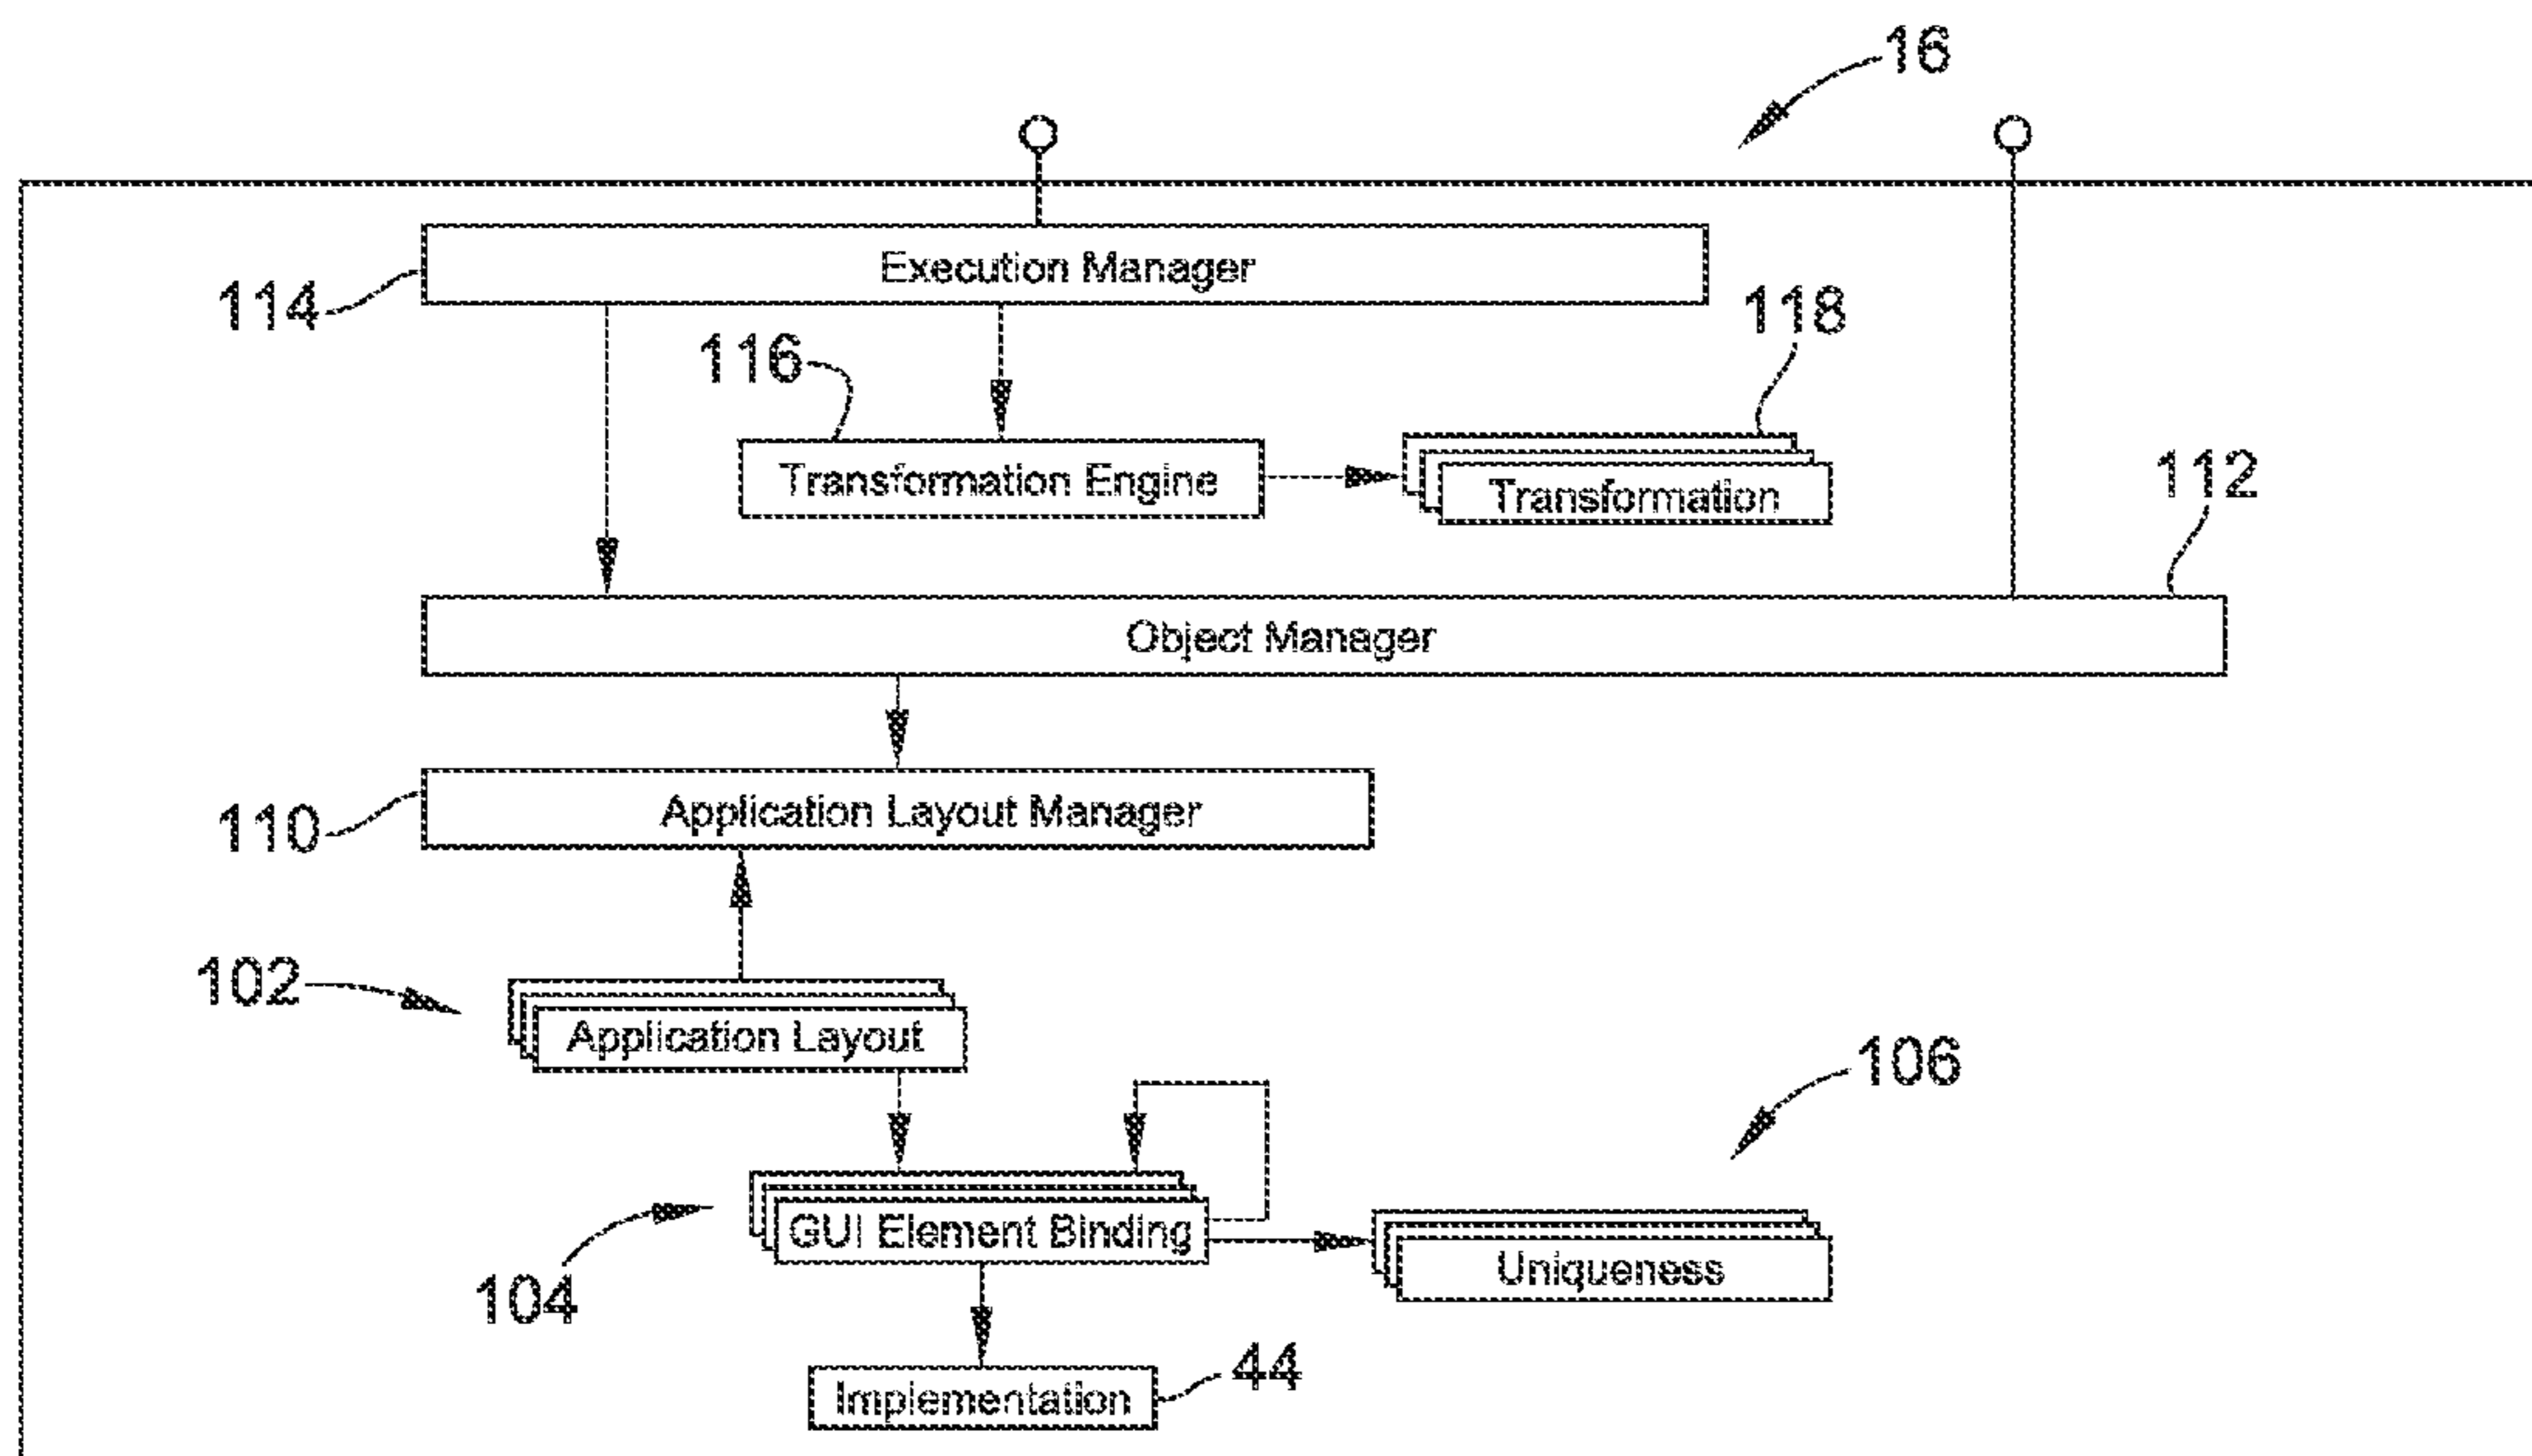 16
Execution Manager
114
118
116
Transformation Engine
Transformation
112
Object Manager
Application Layout Manager
110
102
Application Layout
106
GUI Element Binding
104
Uniqueness
Implementation
44